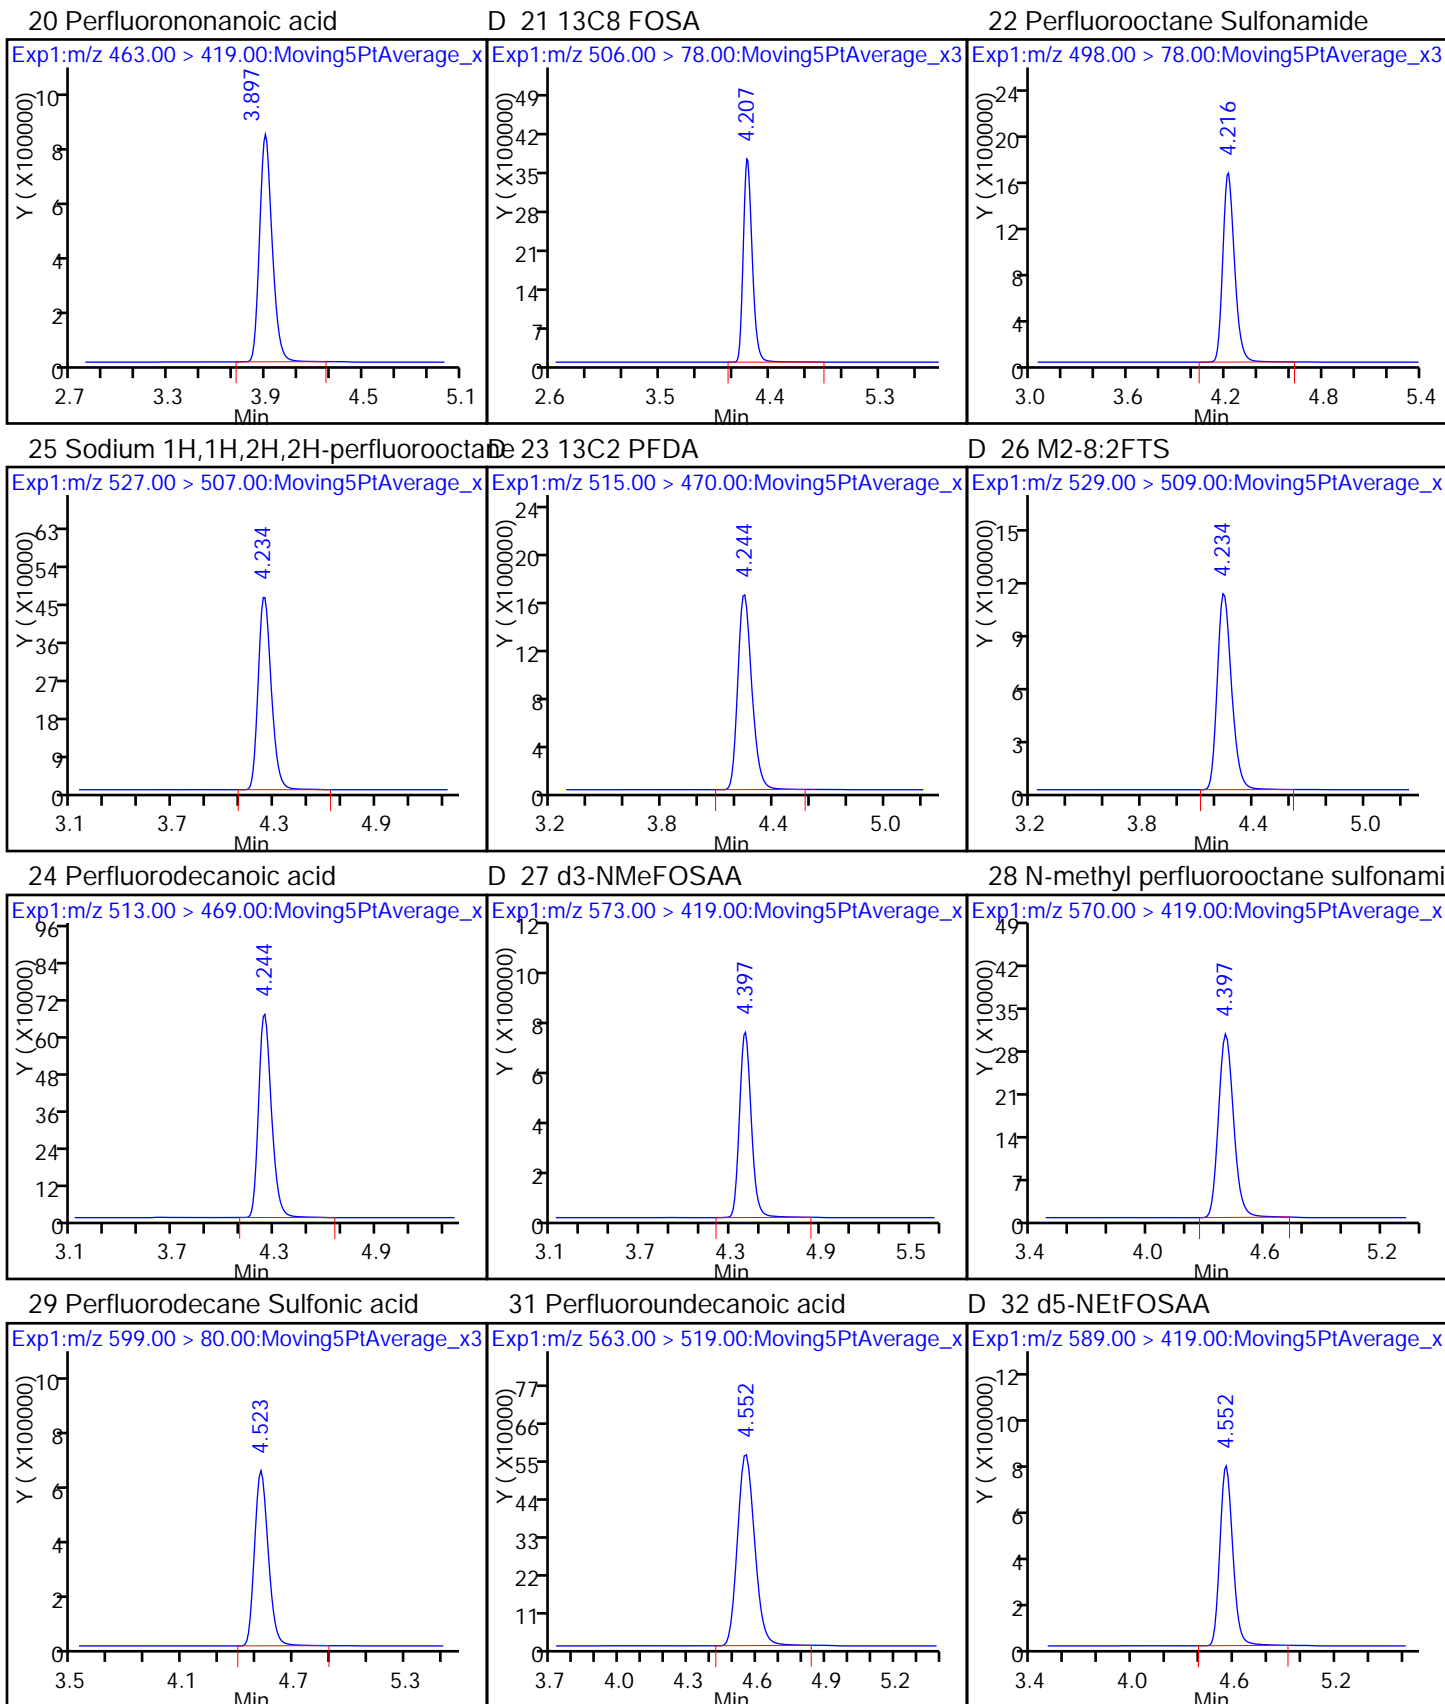 20 Perfluorononanoic acid
D 21 13C8 FOSA
22 Perfluorooctane Sulfonamide
Exp1:m/z 463.00 > 419.00:Moving5PtAverage_x
Exp1:m/z 506.00 > 78.00:Moving5PtAverage_x3
Exp1:m/z 498.00 > 78.00:Moving5PtAverage_x3
Y ( X100000)
10
8
6
4
2
0
3.897
2.7 3.3 3.9 4.5 5.1
Min
Y ( X100000)
49
42
35
28
21
14
7
0
4.207
2.6 3.5 4.4 5.3
Min
Y ( X100000)
24
20
16
12
8
4
0
4.216
3.0 3.6 4.2 4.8 5.4
Min
25 Sodium 1H,1H,2H,2H-perfluorooctane
D 23 13C2 PFDA
D 26 M2-8:2FTS
Exp1:m/z 527.00 > 507.00:Moving5PtAverage_x
Exp1:m/z 515.00 > 470.00:Moving5PtAverage_x
Exp1:m/z 529.00 > 509.00:Moving5PtAverage_x
Y ( X100000)
63
54
45
36
27
18
9
0
4.234
3.1 3.7 4.3 4.9
Min
Y ( X100000)
24
20
16
12
8
4
0
4.244
3.2 3.8 4.4 5.0
Min
Y ( X100000)
15
12
9
6
3
0
4.234
3.2 3.8 4.4 5.0
Min
24 Perfluorodecanoic acid
D 27 d3-NMeFOSAA
28 N-methyl perfluorooctane sulfonami
Exp1:m/z 513.00 > 469.00:Moving5PtAverage_x
Exp1:m/z 573.00 > 419.00:Moving5PtAverage_x
Exp1:m/z 570.00 > 419.00:Moving5PtAverage_x
Y ( X10000)
96
84
72
60
48
36
24
12
0
4.244
3.1 3.7 4.3 4.9
Min
Y ( X100000)
12
10
8
6
4
2
0
4.397
3.1 3.7 4.3 4.9 5.5
Min
Y ( X10000)
49
42
35
28
21
14
7
0
4.397
3.4 4.0 4.6 5.2
Min
29 Perfluorodecane Sulfonic acid
31 Perfluoroundecanoic acid
D 32 d5-NEtFOSAA
Exp1:m/z 599.00 > 80.00:Moving5PtAverage_x3
Exp1:m/z 563.00 > 519.00:Moving5PtAverage_x
Exp1:m/z 589.00 > 419.00:Moving5PtAverage_x
Y ( X100000)
10
8
6
4
2
0
4.523
3.5 4.1 4.7 5.3
Min
Y ( X10000)
77
66
55
44
33
22
11
0
4.552
3.7 4.0 4.3 4.6 4.9 5.2
Min
Y ( X100000)
12
10
8
6
4
2
0
4.552
3.4 4.0 4.6 5.2
Min